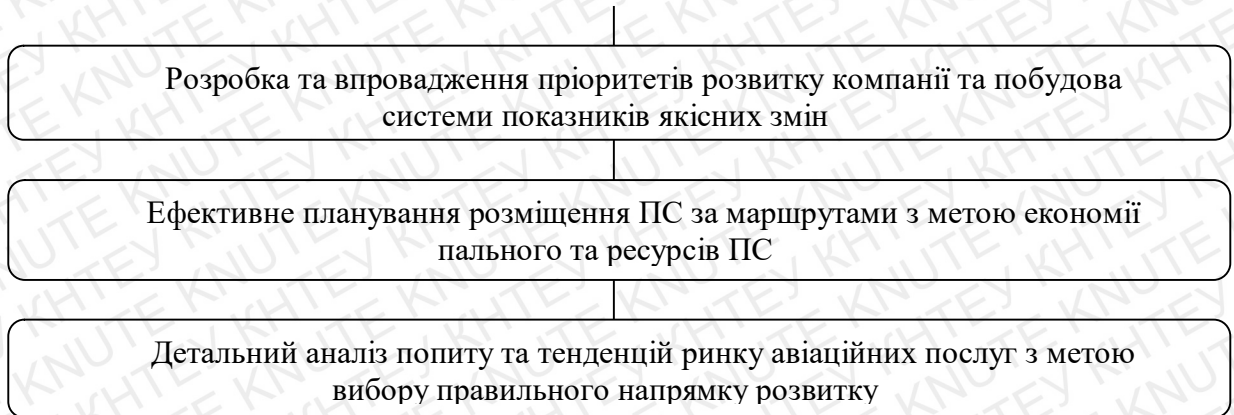 Розробка та впровадження пріоритетів розвитку компанії та побудова
системи показників якісних змін
Ефективне планування розміщення ПС за маршрутами з метою економії
пального та ресурсів ПС
Детальний аналіз попиту та тенденцій ринку авіаційних послуг з метою
вибору правильного напрямку розвитку